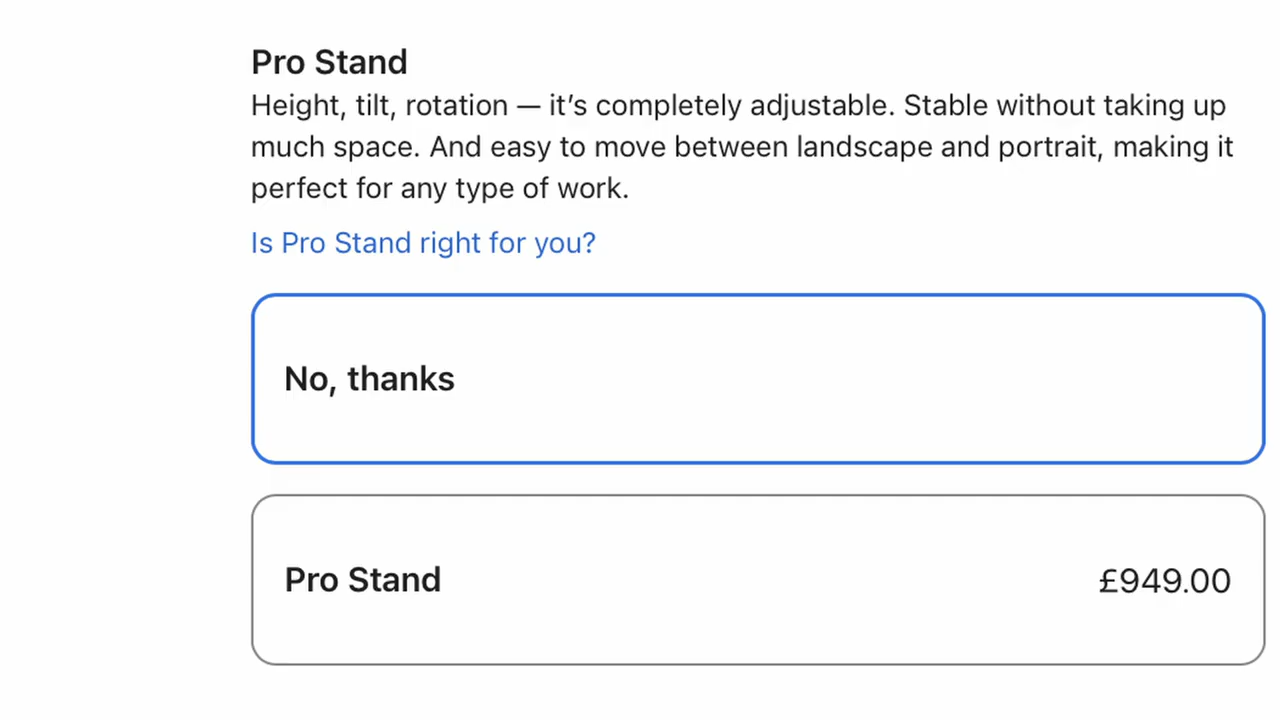 Pro Stand
Height, tilt, rotation — it’s completely adjustable. Stable without taking up
much space. And easy to move between landscape and portrait, making it
perfect for any type of work.
Is Pro Stand right for you?
No, thanks
Pro Stand £949.00